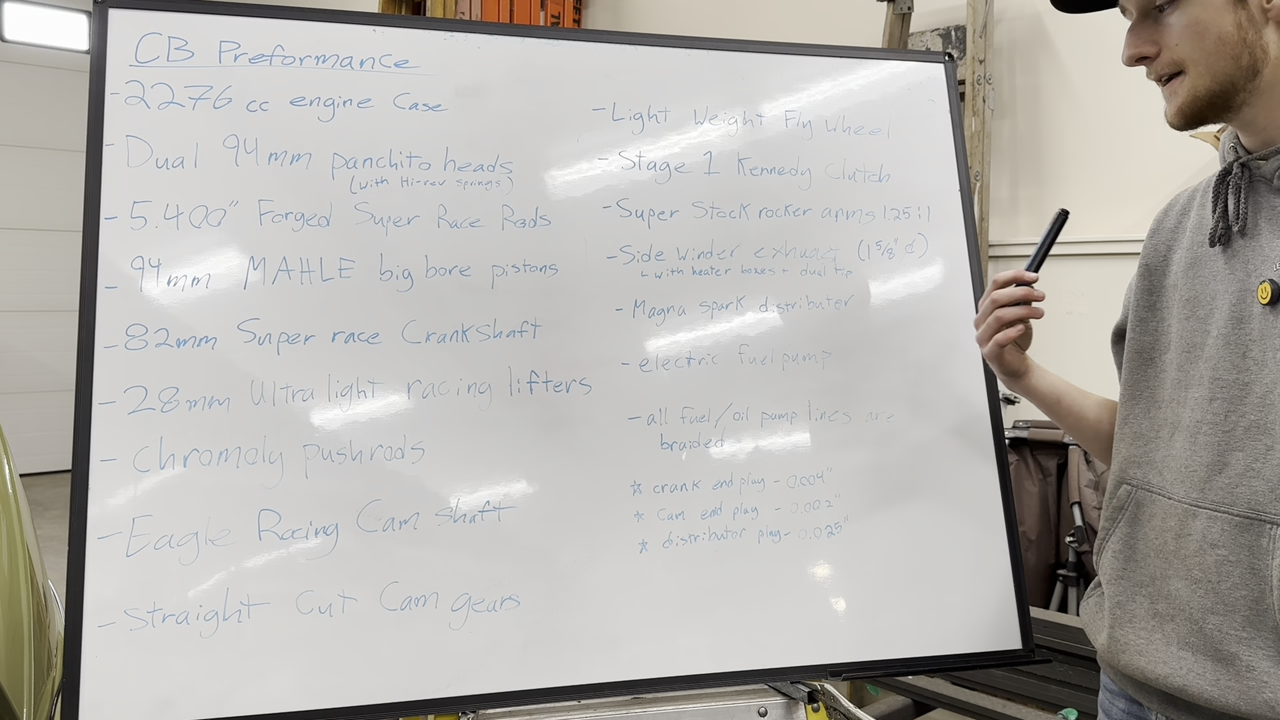 CB Preformance
-2276 cc engine Case
- Dual 94mm panchito heads
(with Hi-rev springs)
- 5.400" Forged Super Race Rods
- 94mm MAHLE big bore pistons
- 82mm Super race Crankshaft
- 28mm Ultra light racing lifters
- chromoly pushrods
- Eagle Racing Cam shaft
- Straight Cut Cam gears
- Light Weight Fly Wheel
- Stage 1 Kennedy Clutch
- Super Stock rocker arms 1.25:1
- Side Winder exhaust (1 5/8" d)
└ with heater boxes + dual tip
- Magna spark distributer
- electric fuel pump
- all fuel/oil pump lines are
braided
☆ crank end play - 0.004"
☆ Cam end play - 0.002"
☆ distributor play - 0.025"